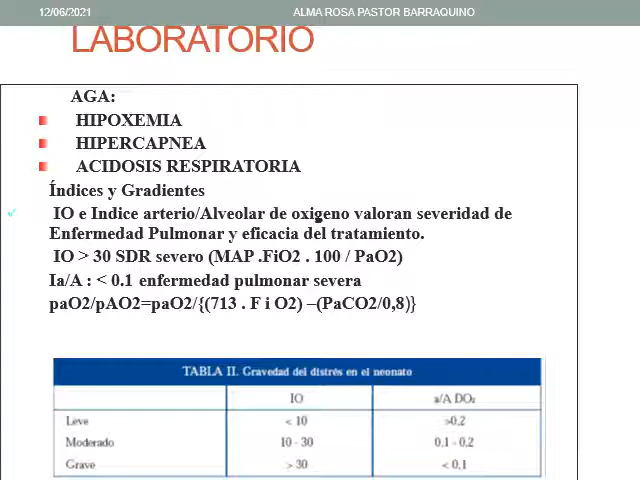 12/06/2021
ALMA ROSA PASTOR BARRAQUINO
LABORATORIO
AGA:
HIPOXEMIA
HIPERCAPNEA
ACIDOSIS RESPIRATORIA
Índices y Gradientes
IO e Indice arterio/Alveolar de oxigeno valoran severidad de
Enfermedad Pulmonar y eficacia del tratamiento.
IO > 30 SDR severo (MAP .FiO2 . 100 / PaO2)
Ia/A : < 0.1 enfermedad pulmonar severa
paO2/pAO2=paO2/{(713 . F i O2) –(PaCO2/0,8)}
TABLA II. Gravedad del distrés en el neonato
IO a/A DO₂
Leve < 10 >0,2
Moderado 10 - 30 0,1 - 0,2
Grave > 30 < 0,1